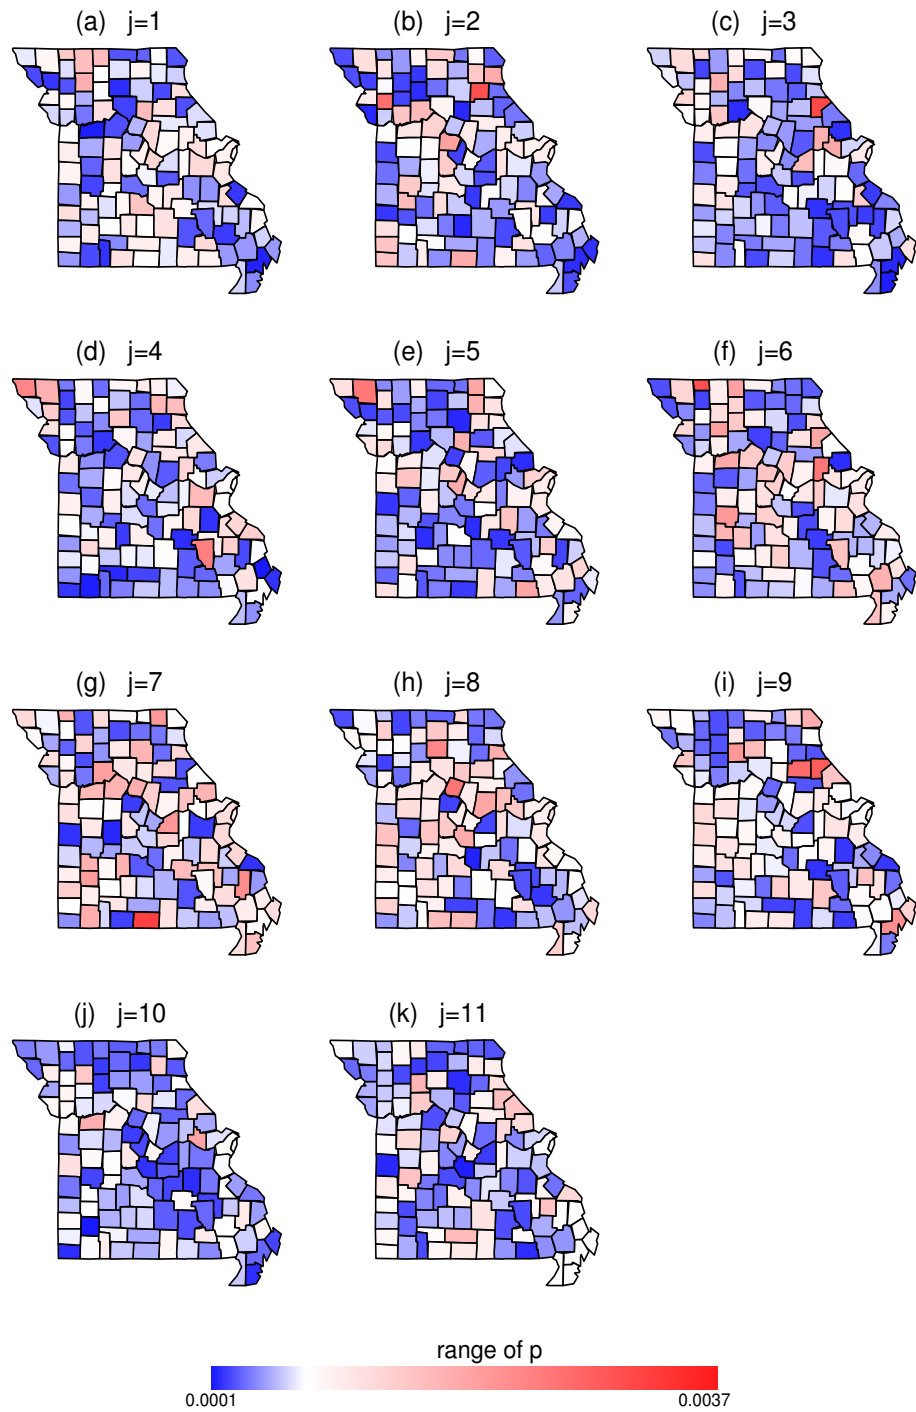 (a) j=1
(b) j=2
(c) j=3
(d) j=4
(e) j=5
(f) j=6
(g) j=7
(h) j=8
(i) j=9
(j) j=10
(k) j=11
range of p
0.0001 0.0037